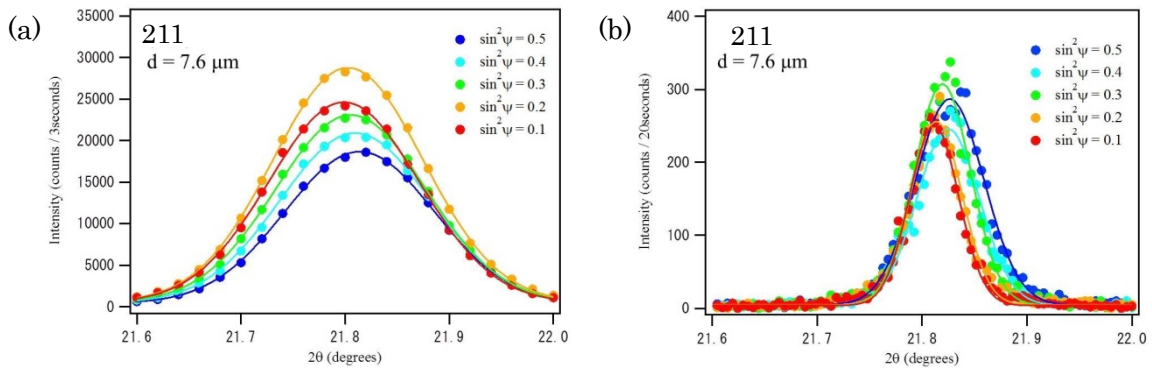 (a)
211
d = 7.6 μm
sin²ψ = 0.5
sin²ψ = 0.4
sin²ψ = 0.3
sin²ψ = 0.2
sin²ψ = 0.1
Intensity (counts / 3seconds)
35000
30000
25000
20000
15000
10000
5000
0
21.6
21.7
21.8
21.9
22.0
2θ (degrees)
(b)
211
d = 7.6 μm
sin²ψ = 0.5
sin²ψ = 0.4
sin²ψ = 0.3
sin²ψ = 0.2
sin²ψ = 0.1
Intensity (counts / 20seconds)
400
300
200
100
0
21.6
21.7
21.8
21.9
22.0
2θ (degrees)